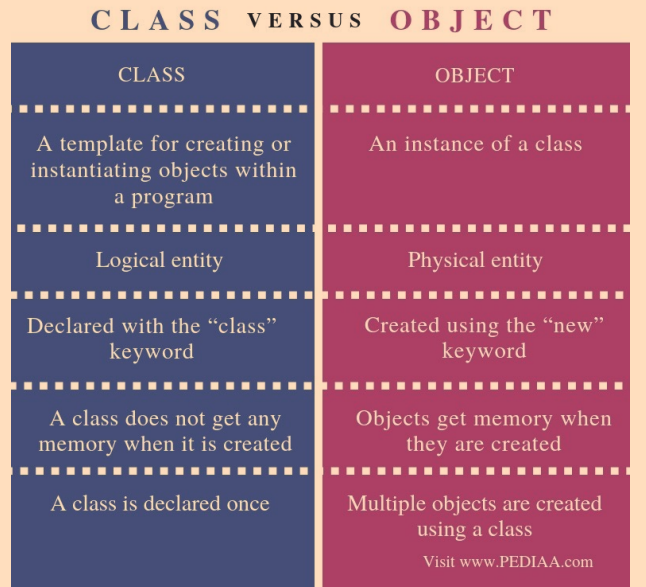 CLASS VERSUS OBJECT
CLASS
OBJECT
A template for creating or
instantiating objects within
a program
An instance of a class
Logical entity
Physical entity
Declared with the “class”
keyword
Created using the “new”
keyword
A class does not get any
memory when it is created
Objects get memory when
they are created
A class is declared once
Multiple objects are created
using a class
Visit www.PEDIAA.com